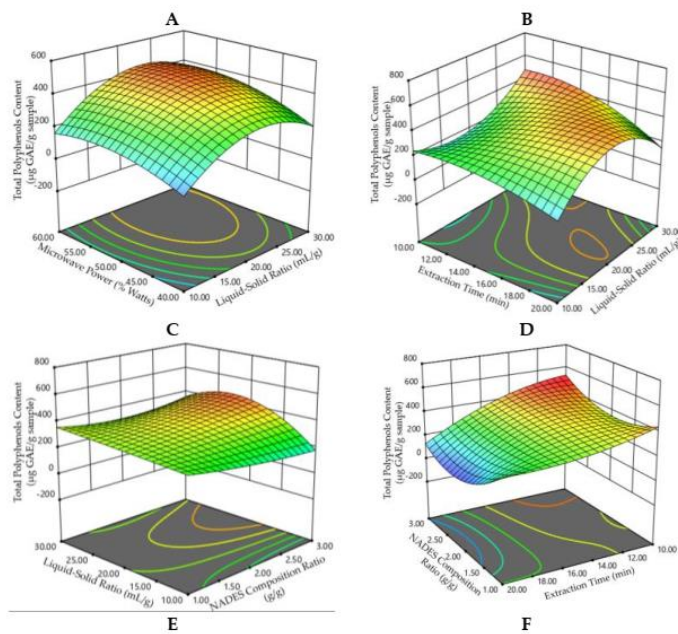 A
B
Total Polyphenols Content
(µg GAE/g sample)
600
400
200
0
-200
60.00
55.00
50.00
45.00
40.00
Microwave Power (% Watts)
10.00
15.00
20.00
25.00
30.00
Liquid-Solid Ratio (mL/g)
Total Polyphenols Content
(µg GAE/g sample)
800
600
400
200
0
-200
10.00
12.00
14.00
16.00
18.00
20.00
Extraction Time (min)
10.00
15.00
20.00
25.00
30.00
Liquid-Solid Ratio (mL/g)
C
D
Total Polyphenols Content
(µg GAE/g sample)
800
600
400
200
0
-200
30.00
25.00
20.00
15.00
10.00
Liquid-Solid Ratio (mL/g)
1.00
1.50
2.00
2.50
3.00
NADES Composition Ratio
(g/g)
Total Polyphenols Content
(µg GAE/g sample)
800
600
400
200
0
-200
3.00
2.50
2.00
1.50
1.00
NADES Composition
Ratio (g/g)
20.00
18.00
16.00
14.00
12.00
10.00
Extraction Time (min)
E
F